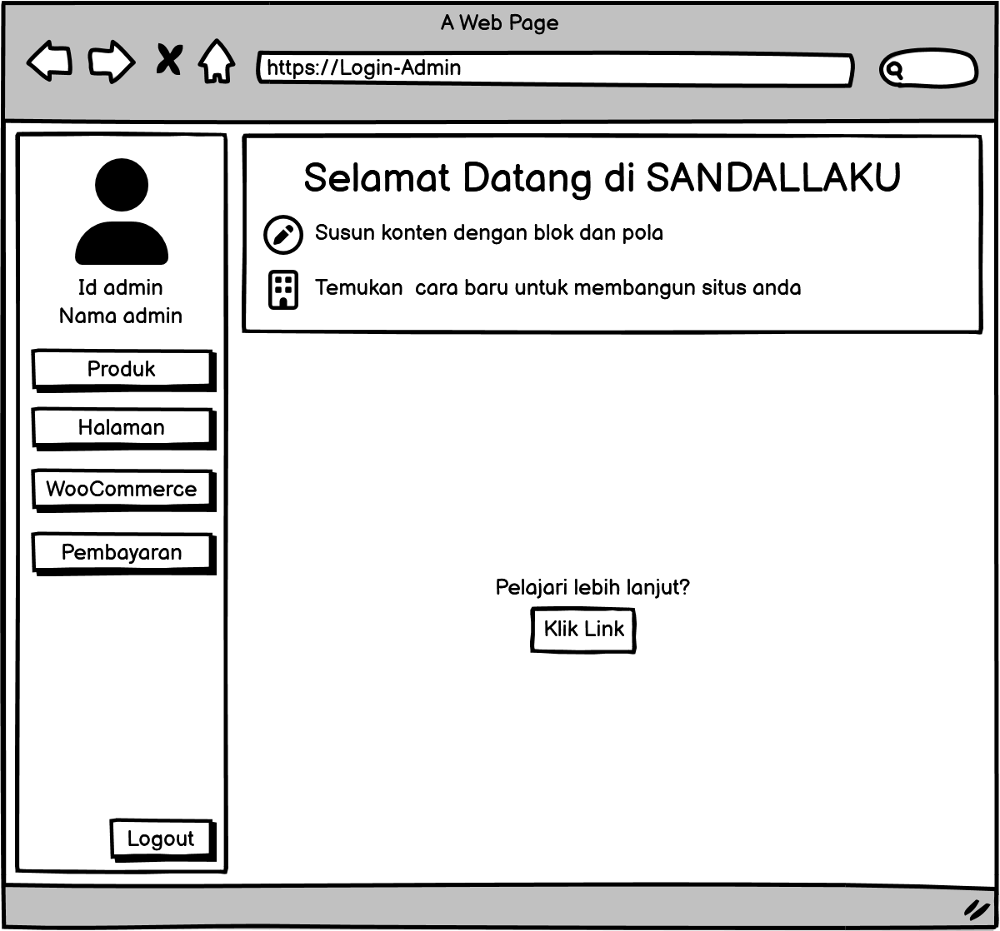 A Web Page
https://Login-Admin
Selamat Datang di SANDALLAKU
Susun konten dengan blok dan pola
Temukan  cara baru untuk membangun situs anda
Id admin
Nama admin
Produk
Halaman
WooCommerce
Pembayaran
Pelajari lebih lanjut?
Klik Link
Logout